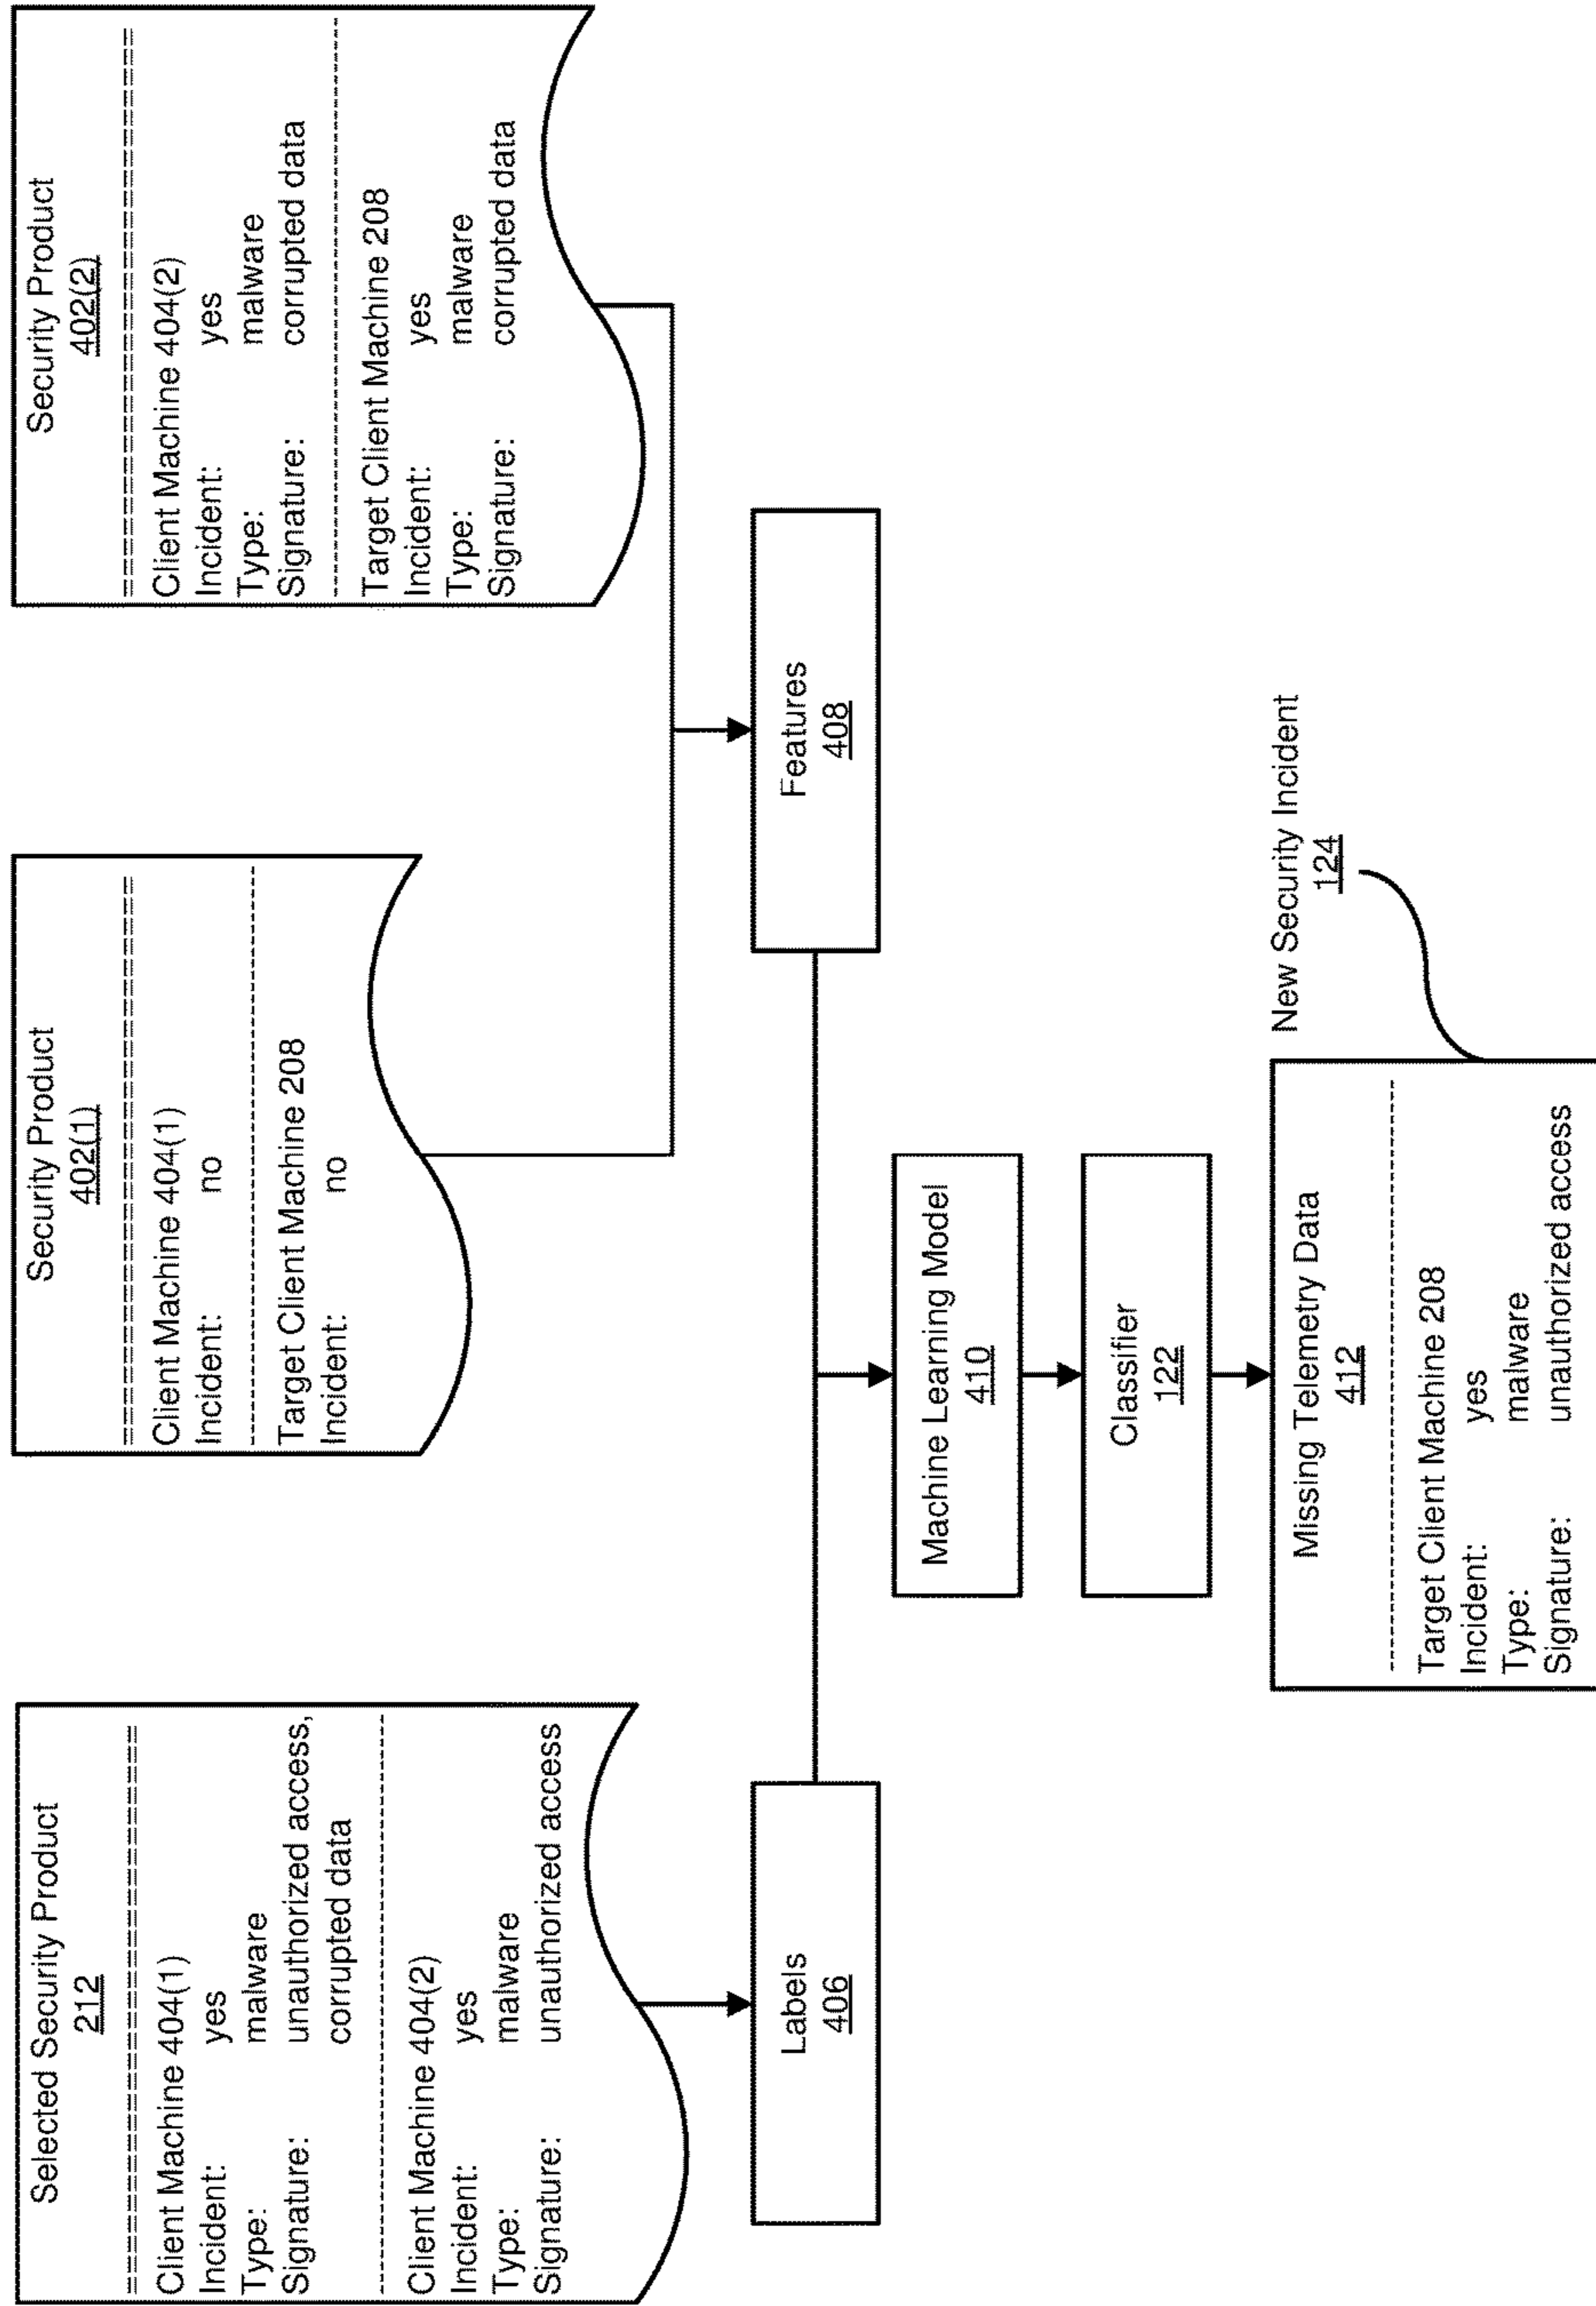 Selected Security Product
212
Client Machine 404(1)
Incident: yes
Type: malware
Signature: unauthorized access,
corrupted data
Client Machine 404(2)
Incident: yes
Type: malware
Signature: unauthorized access
Security Product
402(1)
Client Machine 404(1)
Incident: no
Target Client Machine 208
Incident: no
Security Product
402(2)
Client Machine 404(2)
Incident: yes
Type: malware
Signature: corrupted data
Target Client Machine 208
Incident: yes
Type: malware
Signature: corrupted data
Labels
406
Features
408
Machine Learning Model
410
Classifier
122
Missing Telemetry Data
412
Target Client Machine 208
Incident: yes
Type: malware
Signature: unauthorized access
New Security Incident
124